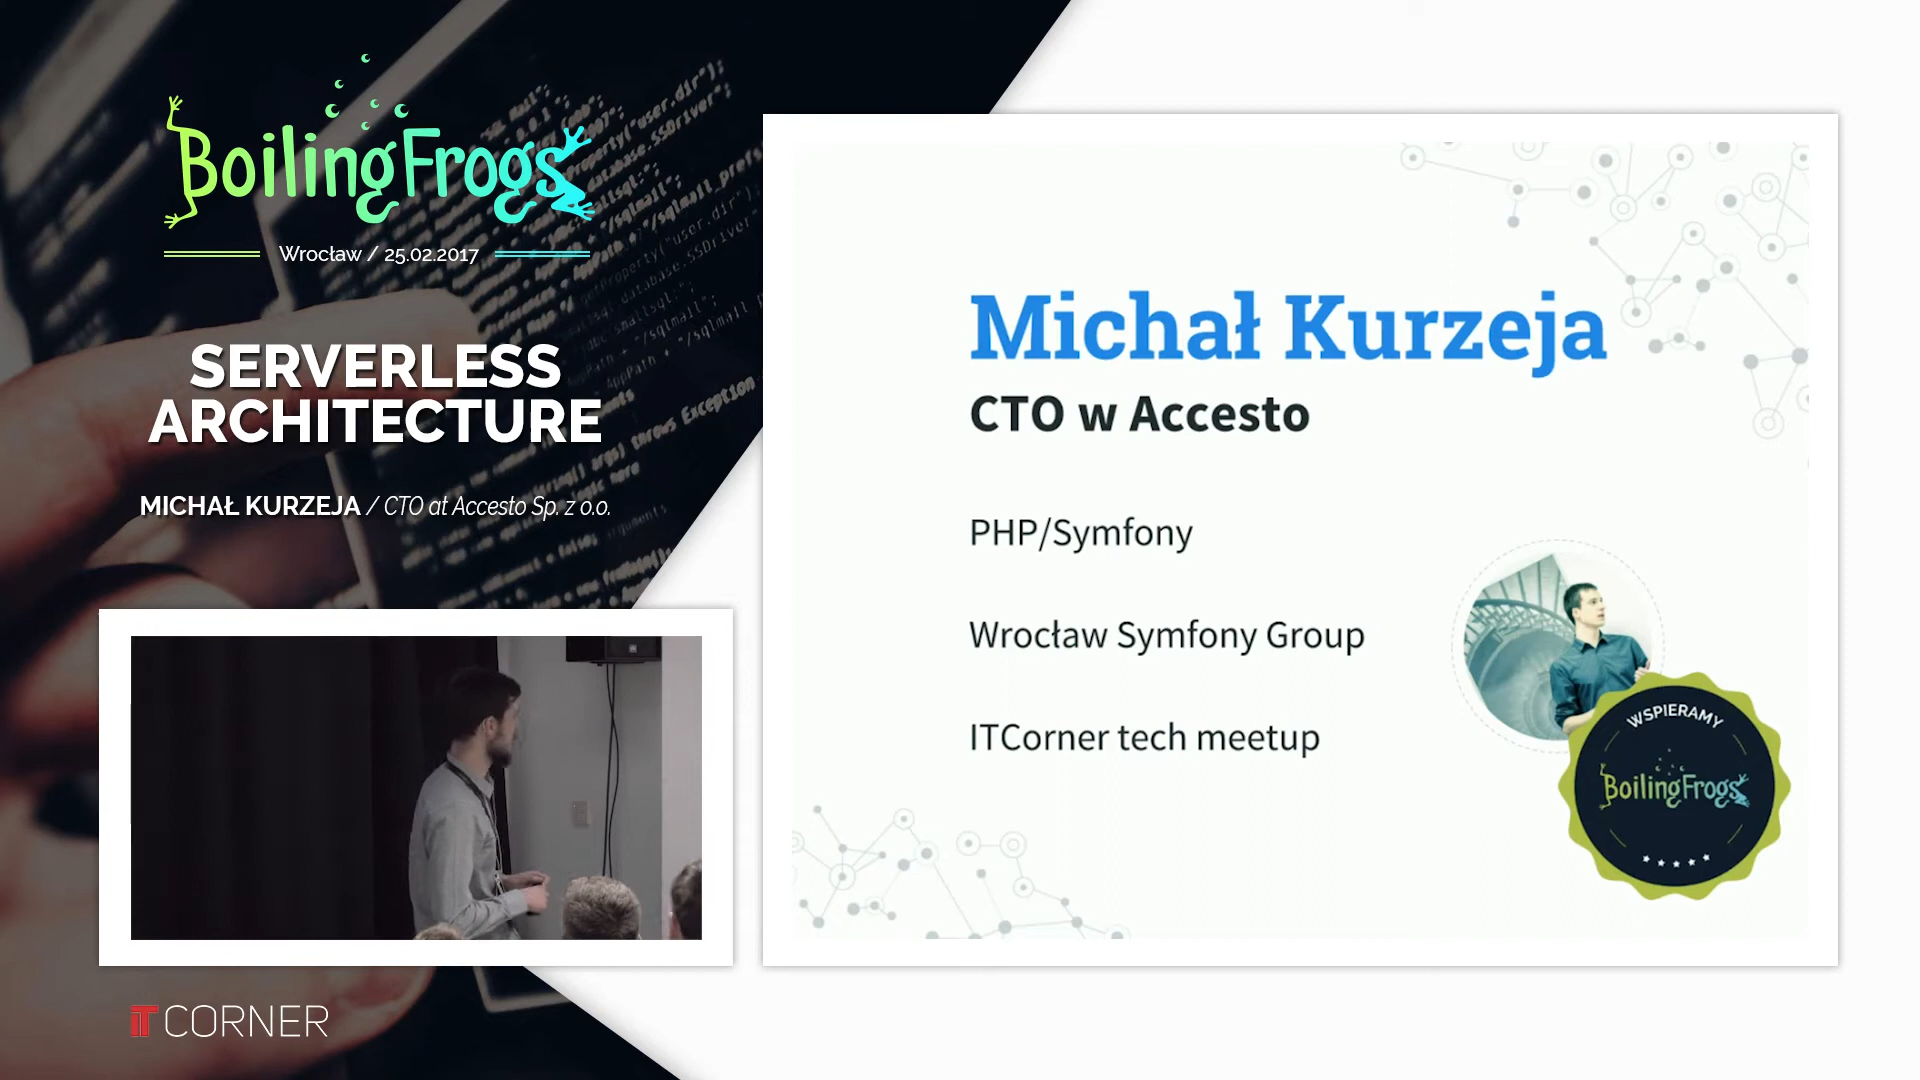 BoilingFrogs
Wrocław / 25.02.2017
SERVERLESS
ARCHITECTURE
MICHAŁ KURZEJA / CTO at Accesto Sp. z o.o.
IT CORNER
Michał Kurzeja
CTO w Accesto
PHP/Symfony
Wrocław Symfony Group
ITCorner tech meetup
WSPIERAMY
BoilingFrogs